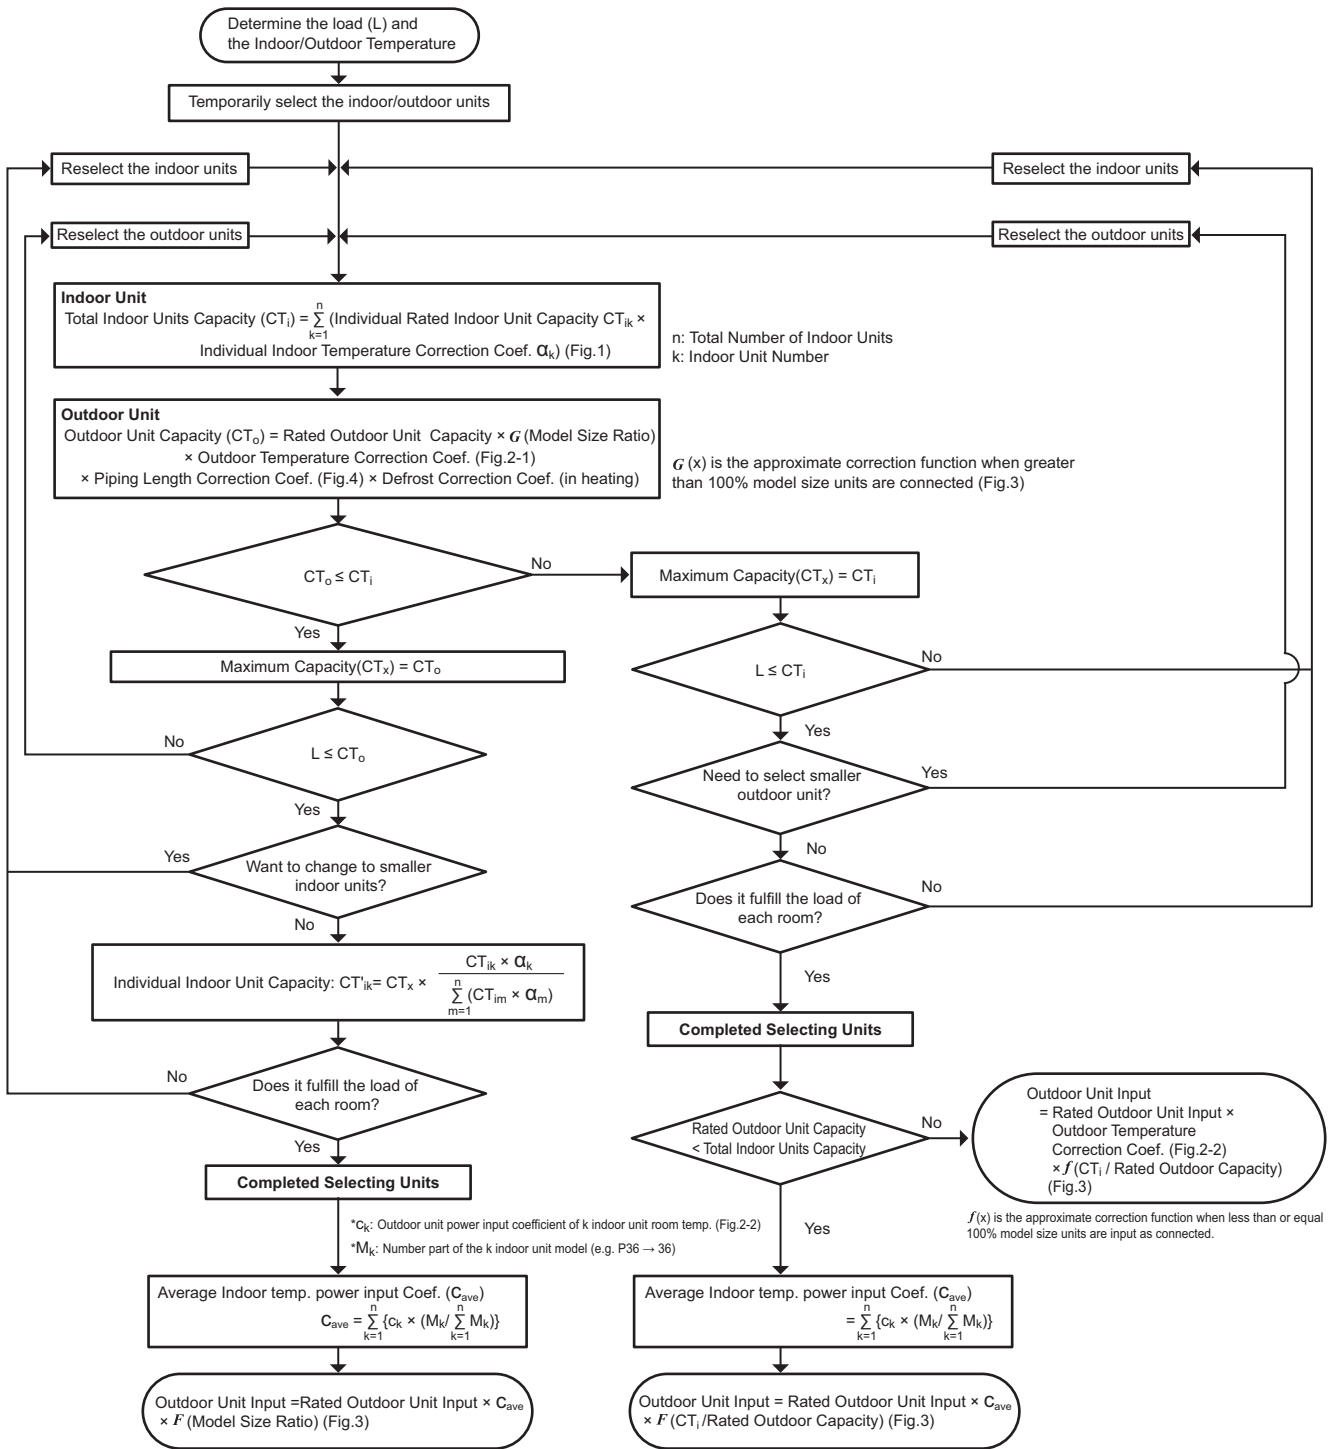 Determine the load (L) and
the Indoor/Outdoor Temperature
Temporarily select the indoor/outdoor units
Reselect the indoor units
Reselect the indoor units
Reselect the outdoor units
Reselect the outdoor units
Indoor Unit
Total Indoor Units Capacity (CTi) = n∑k=1 (Individual Rated Indoor Unit Capacity CTik ×
Individual Indoor Temperature Correction Coef. αk) (Fig.1)
n: Total Number of Indoor Units
k: Indoor Unit Number
Outdoor Unit
Outdoor Unit Capacity (CTo) = Rated Outdoor Unit Capacity × G (Model Size Ratio)
× Outdoor Temperature Correction Coef. (Fig.2-1)
× Piping Length Correction Coef. (Fig.4) × Defrost Correction Coef. (in heating)
G (x) is the approximate correction function when greater
than 100% model size units are connected (Fig.3)
CTo ≤ CTi
No
Maximum Capacity(CTx) = CTi
Yes
Maximum Capacity(CTx) = CTo
L ≤ CTi
No
Yes
L ≤ CTo
No
Yes
Need to select smaller
outdoor unit?
Yes
No
Want to change to smaller
indoor units?
Yes
No
Does it fulfill the load of
each room?
No
Yes
Individual Indoor Unit Capacity: CT'ik= CTx ×
CTik × αk
n∑m=1 (CTim × αm)
Completed Selecting Units
Does it fulfill the load of
each room?
No
Yes
Rated Outdoor Unit Capacity
< Total Indoor Units Capacity
No
Yes
Outdoor Unit Input
= Rated Outdoor Unit Input ×
Outdoor Temperature
Correction Coef. (Fig.2-2)
× f (CTi / Rated Outdoor Capacity)
(Fig.3)
f(x) is the approximate correction function when less than or equal
100% model size units are input as connected.
Completed Selecting Units
*ck: Outdoor unit power input coefficient of k indoor unit room temp. (Fig.2-2)
*Mk: Number part of the k indoor unit model (e.g. P36 → 36)
Average Indoor temp. power input Coef. (Cave)
Cave = n∑k=1 {ck × (Mk/ n∑k=1 Mk)}
Average Indoor temp. power input Coef. (Cave)
= n∑k=1 {ck × (Mk/ n∑k=1 Mk)}
Outdoor Unit Input =Rated Outdoor Unit Input × Cave
× F (Model Size Ratio) (Fig.3)
Outdoor Unit Input = Rated Outdoor Unit Input × Cave
× F (CTi /Rated Outdoor Capacity) (Fig.3)